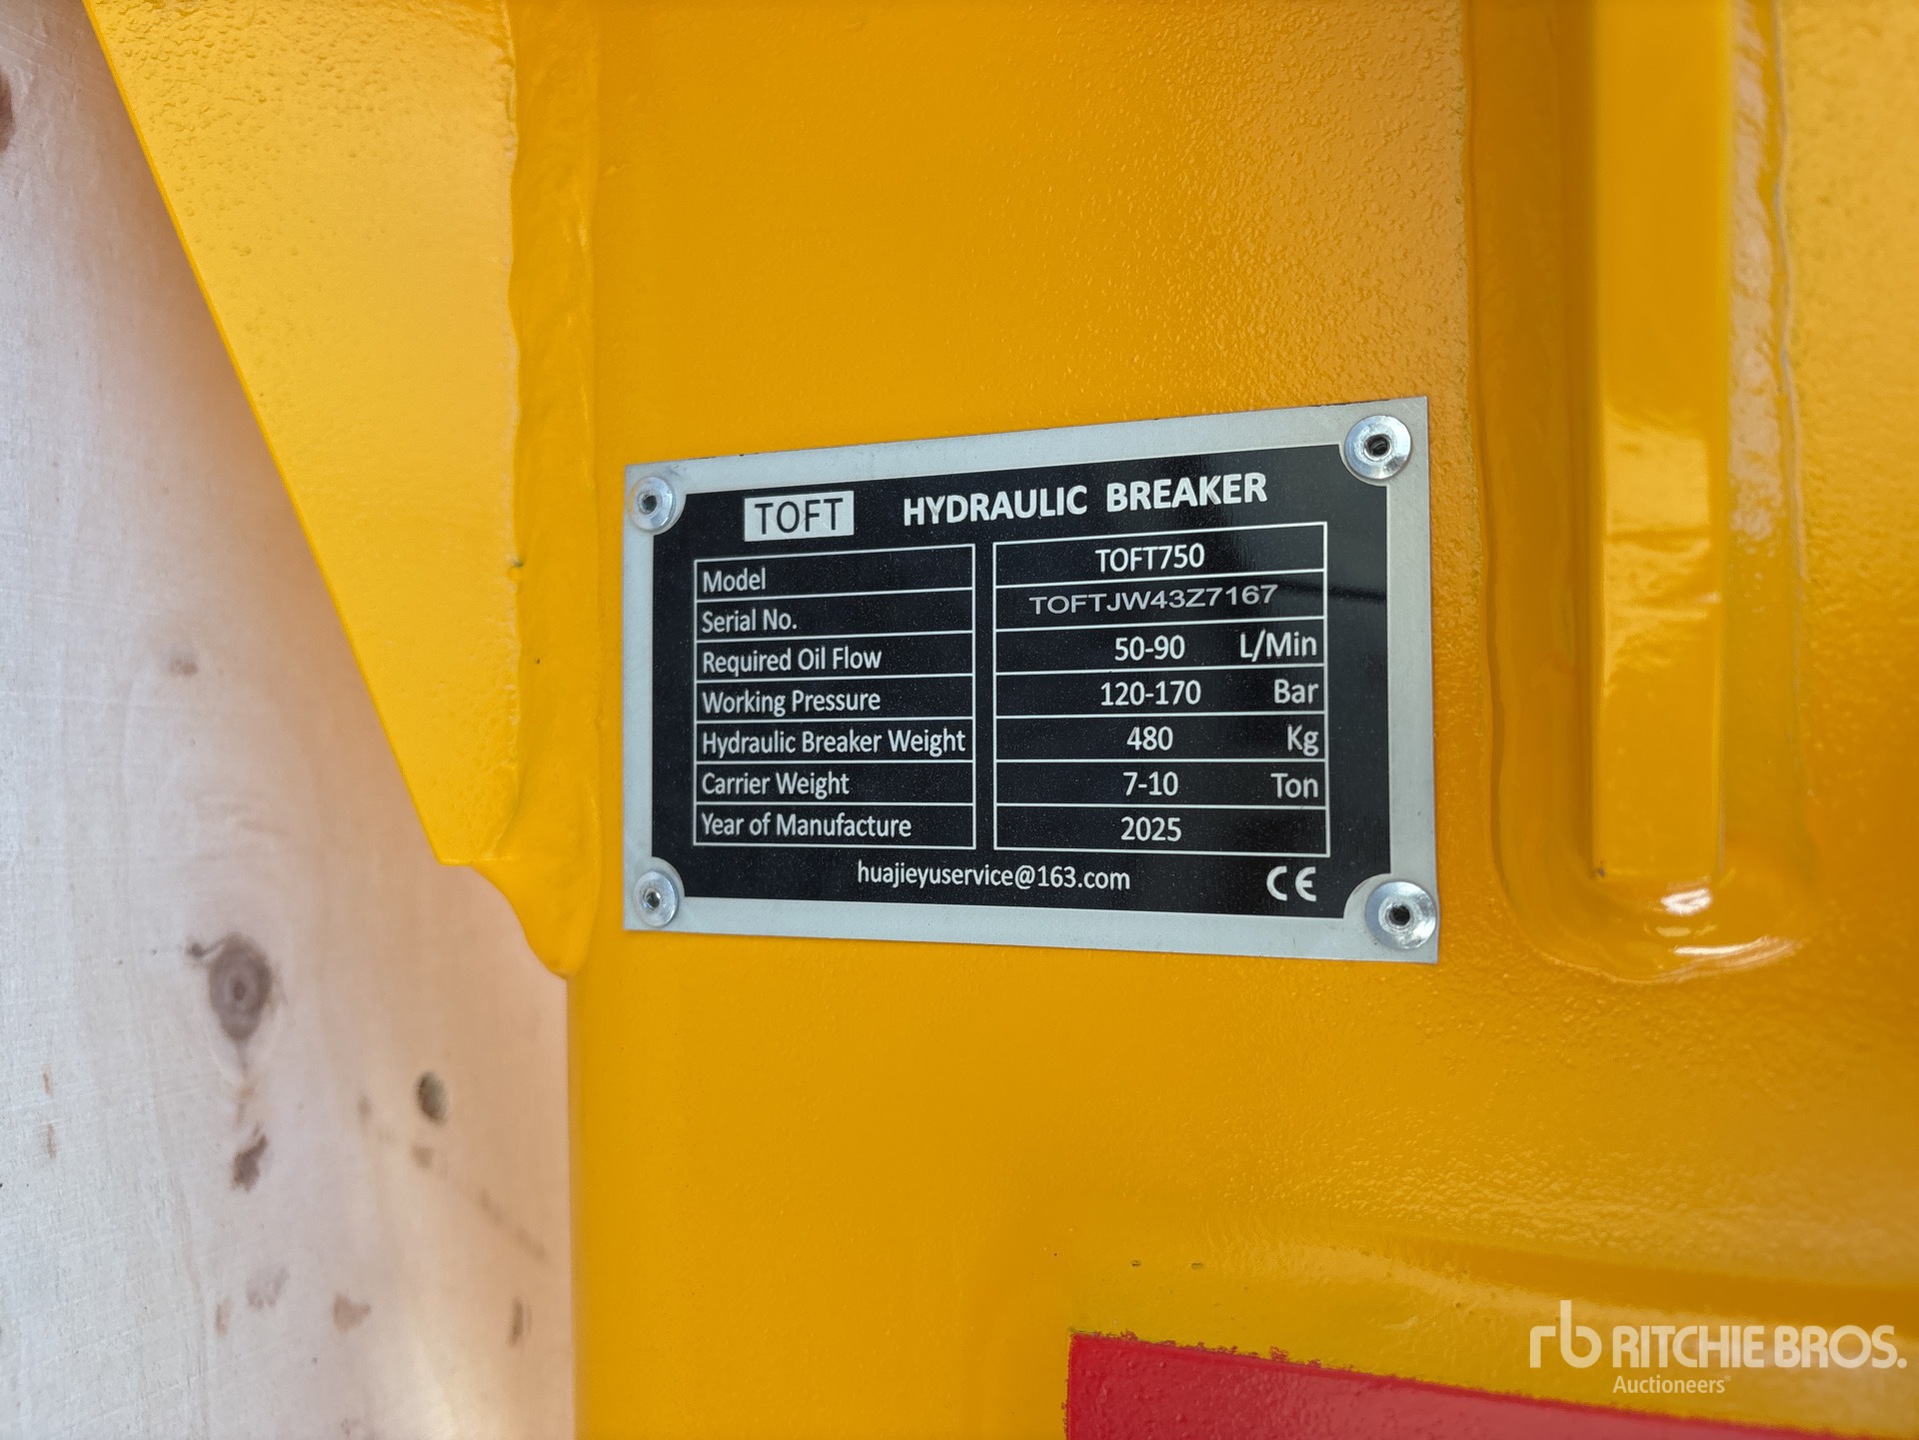 TOFT HYDRAULIC BREAKER
Model TOFT750
Serial No. TOFTJW43Z7167
Required Oil Flow 50-90 L/Min
Working Pressure 120-170 Bar
Hydraulic Breaker Weight 480 Kg
Carrier Weight 7-10 Ton
Year of Manufacture 2025
huajieyuservice@163.com CE
rb RITCHIE BROS.
Auctioneers